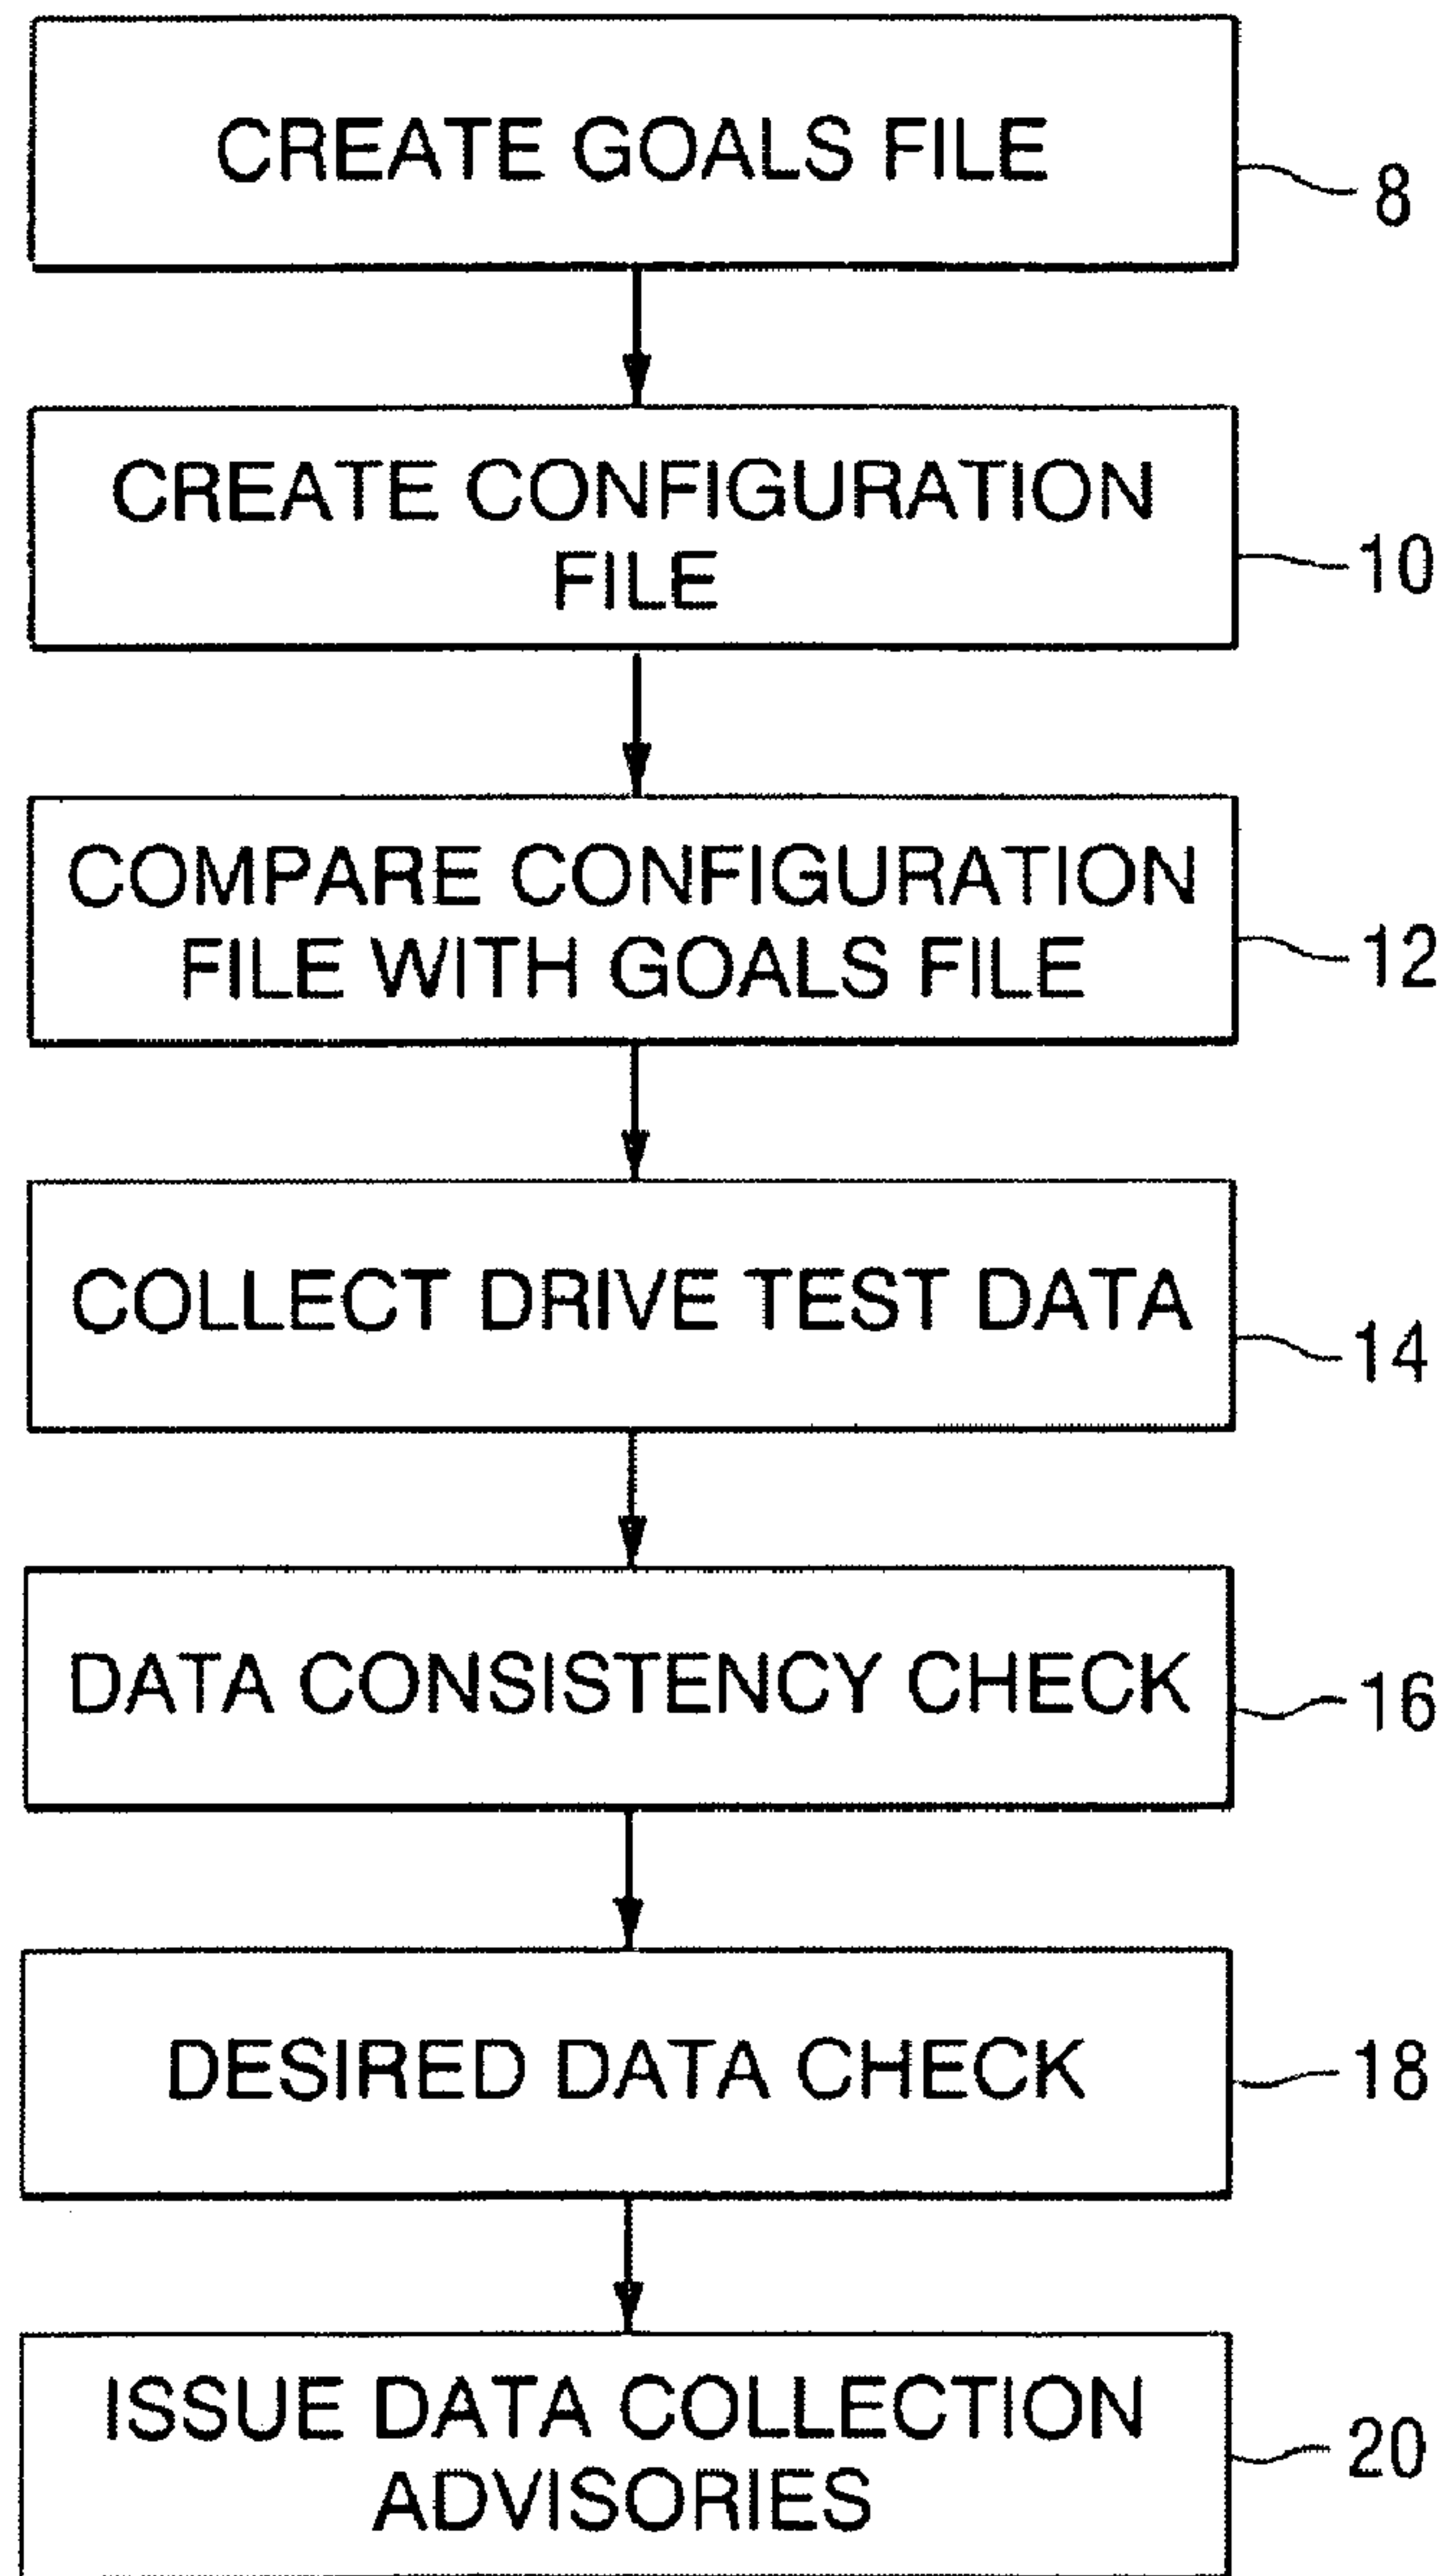 CREATE GOALS FILE
8
CREATE CONFIGURATION
FILE
10
COMPARE CONFIGURATION
FILE WITH GOALS FILE
12
COLLECT DRIVE TEST DATA
14
DATA CONSISTENCY CHECK
16
DESIRED DATA CHECK
18
ISSUE DATA COLLECTION
ADVISORIES
20